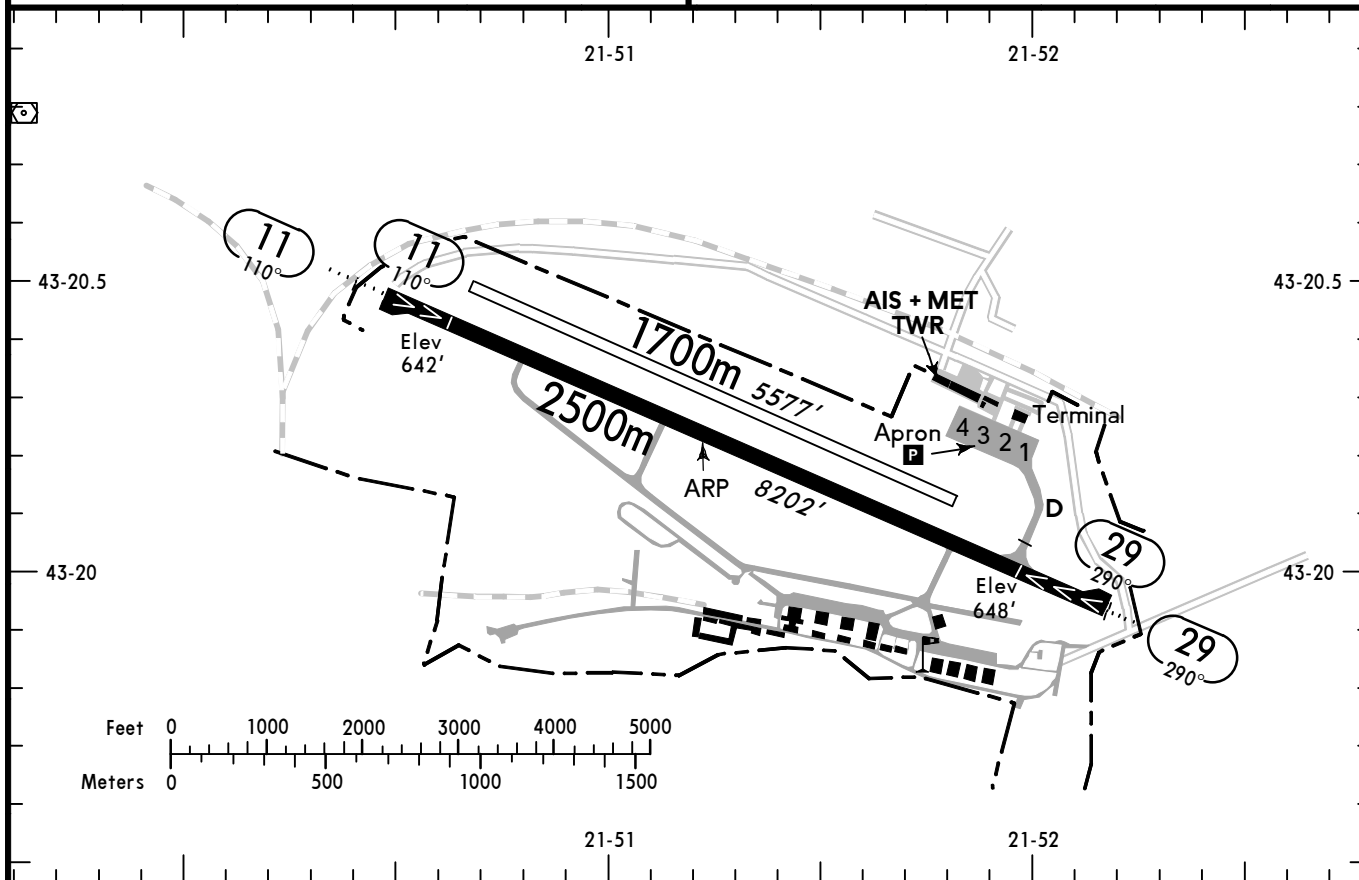 21-51
21-52
11
110°
11
110°
43-20.5
43-20.5
AIS + MET
TWR
Elev
642'
1700m 5577'
2500m
8202'
Terminal
Apron
P
4 3 2 1
ARP
D
29
290°
43-20
43-20
Elev
648'
29
290°
Feet 0 1000 2000 3000 4000 5000
Meters 0 500 1000 1500
21-51
21-52